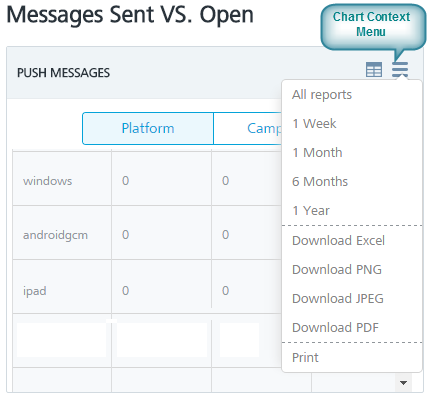 Messages Sent VS. Open
Chart Context
Menu
PUSH MESSAGES
Platform
Camp
windows 0 0
androidgcm 0 0
ipad 0 0
All reports
1 Week
1 Month
6 Months
1 Year
Download Excel
Download PNG
Download JPEG
Download PDF
Print